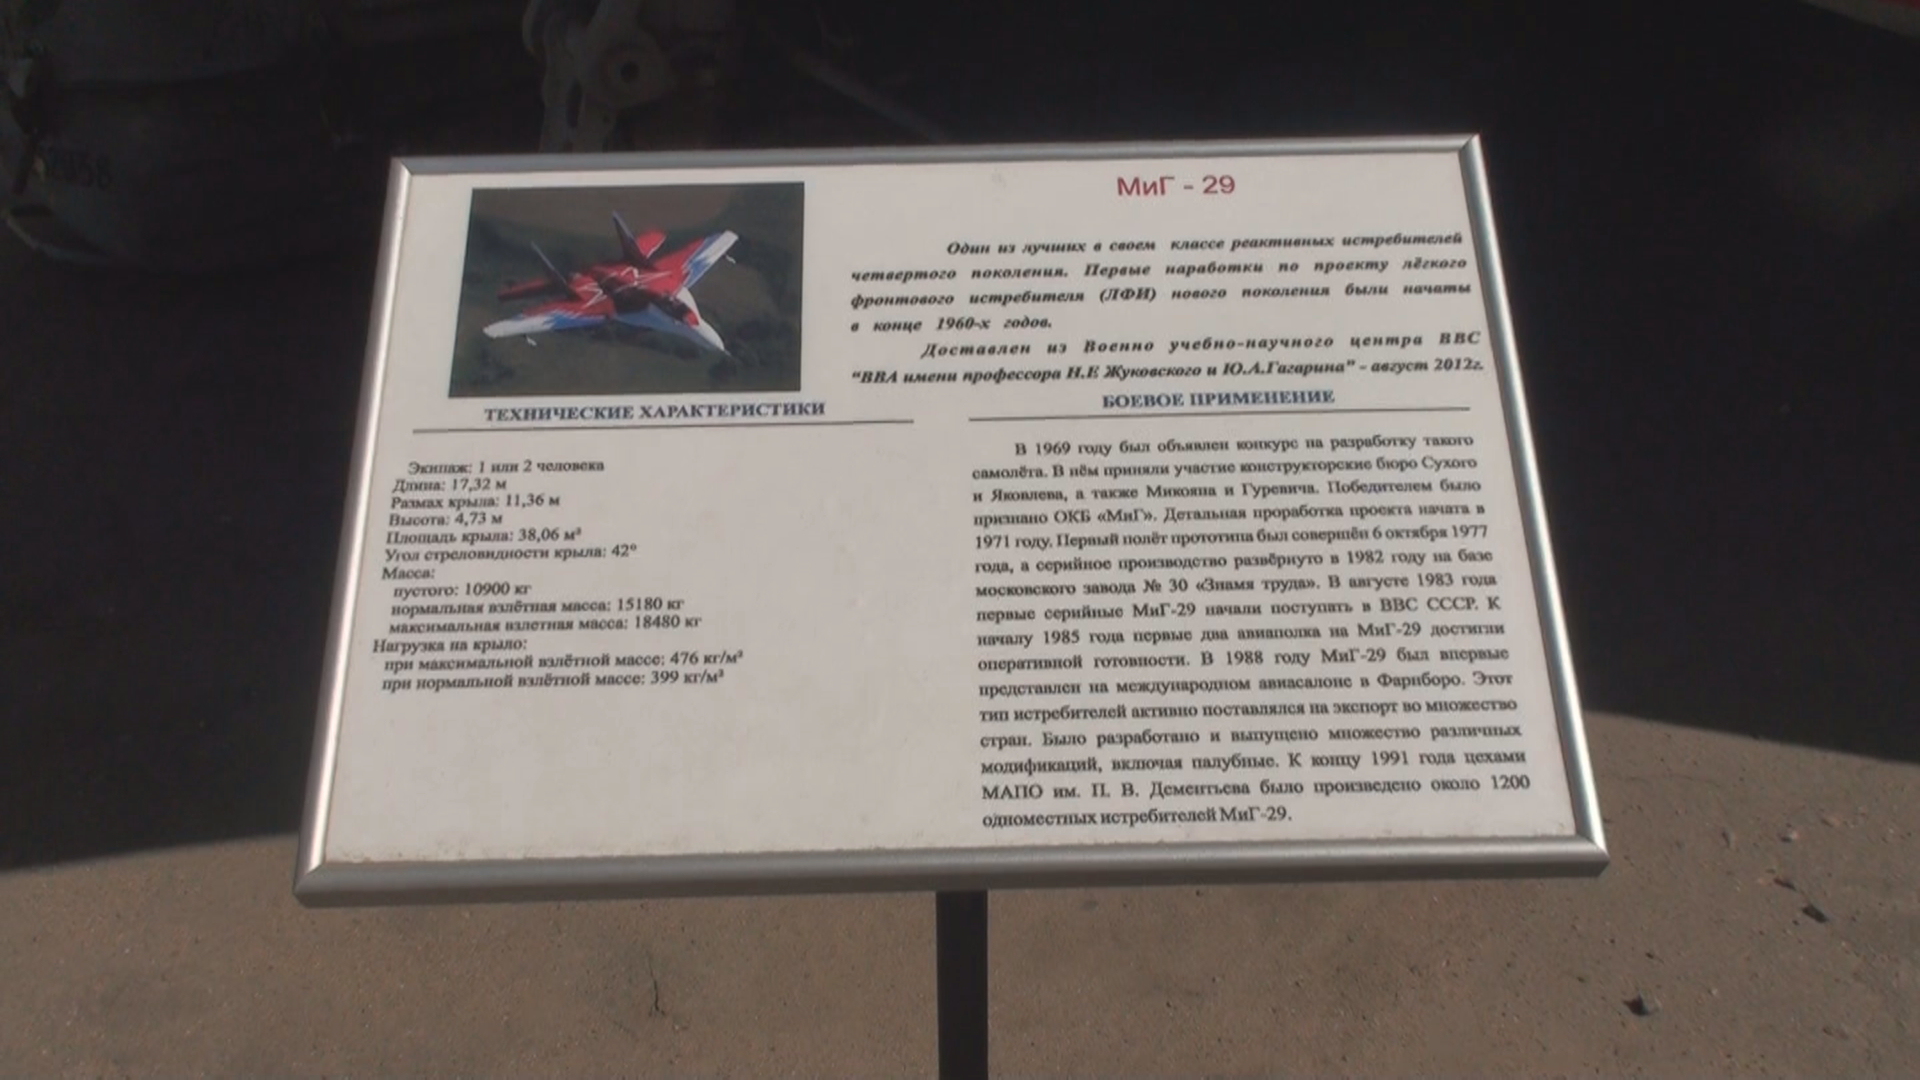 МиГ - 29
Один из лучших в своем классе реактивных истребителей
четвертого поколения. Первые наработки по проекту лёгкого
фронтового истребителя (ЛФИ) нового поколения были начаты
в конце 1960-х годов.
Доставлен из Военно учебно-научного центра ВВС
“ВВА имени профессора Н.Е Жуковского и Ю.А.Гагарина” - август 2012г.
ТЕХНИЧЕСКИЕ ХАРАКТЕРИСТИКИ
Экипаж: 1 или 2 человека
Длина: 17,32 м
Размах крыла: 11,36 м
Высота: 4,73 м
Площадь крыла: 38,06 м²
Угол стреловидности крыла: 42°
Масса:
пустого: 10900 кг
нормальная взлётная масса: 15180 кг
максимальная взлетная масса: 18480 кг
Нагрузка на крыло:
при максимальной взлётной массе: 476 кг/м²
при нормальной взлётной массе: 399 кг/м²
БОЕВОЕ ПРИМЕНЕНИЕ
В 1969 году был объявлен конкурс на разработку такого
самолёта. В нём приняли участие конструкторские бюро Сухого
и Яковлева, а также Микояна и Гуревича. Победителем было
признано ОКБ «МиГ». Детальная проработка проекта начата в
1971 году. Первый полёт прототипа был совершён 6 октября 1977
года, а серийное производство развёрнуто в 1982 году на базе
московского завода № 30 «Знамя труда». В августе 1983 года
первые серийные МиГ-29 начали поступать в ВВС СССР. К
началу 1985 года первые два авиаполка на МиГ-29 достигли
оперативной готовности. В 1988 году МиГ-29 был впервые
представлен на международном авиасалоне в Фарнборо. Этот
тип истребителей активно поставлялся на экспорт во множество
стран. Было разработано и выпущено множество различных
модификаций, включая палубные. К концу 1991 года цехами
МАПО им. П. В. Дементьева было произведено около 1200
одноместных истребителей МиГ-29.